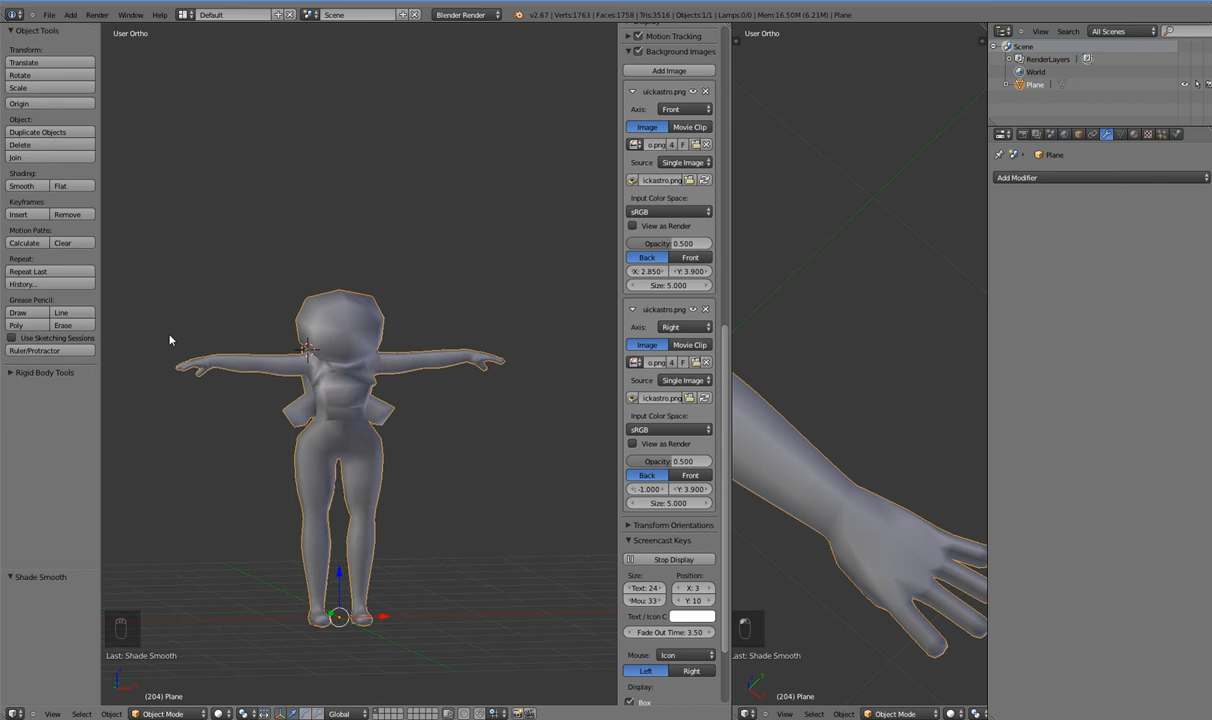 File Add Render Window Help Default Scene Blender Render v2.67 | Verts:1763 | Faces:1758 | Tris:3516 | Objects:1/1 | Lamps:0/0 | Mem:16.50M (6.21M) | Plane
Object Tools
Transform:
Translate
Rotate
Scale
Origin
Object:
Duplicate Objects
Delete
Join
Shading:
Smooth Flat
Keyframes:
Insert Remove
Motion Paths:
Calculate Clear
Repeat:
Repeat Last
History...
Grease Pencil:
Draw Line
Poly Erase
Use Sketching Sessions
Ruler/Protractor
Rigid Body Tools
Shade Smooth
User Ortho
Last: Shade Smooth
(204) Plane
View Select Object Object Mode Global
Motion Tracking
Background Images
Add Image
uickastro.png
Axis: Front
Image Movie Clip
o.png 4 F
Source Single Image
ickastro.png
Input Color Space:
sRGB
View as Render
Opacity: 0.500
Back Front
X: 2.850 Y: 3.900
Size: 5.000
uickastro.png
Axis: Right
Image Movie Clip
o.png 4 F
Source Single Image
ickastro.png
Input Color Space:
sRGB
View as Render
Opacity: 0.500
Back Front
: -1.000 Y: 3.900
Size: 5.000
Transform Orientations
Screencast Keys
Stop Display
Size: Position:
Text: 24 X: 3
Mou: 33 Y: 10
Text / Icon C
Fade Out Time: 3.50
Mouse: Icon
Left Right
Display:
Box
User Ortho
Last: Shade Smooth
(204) Plane
View Select Object Object Mode
View Search All Scenes
Scene
RenderLayers
World
Plane
Plane
Add Modifier